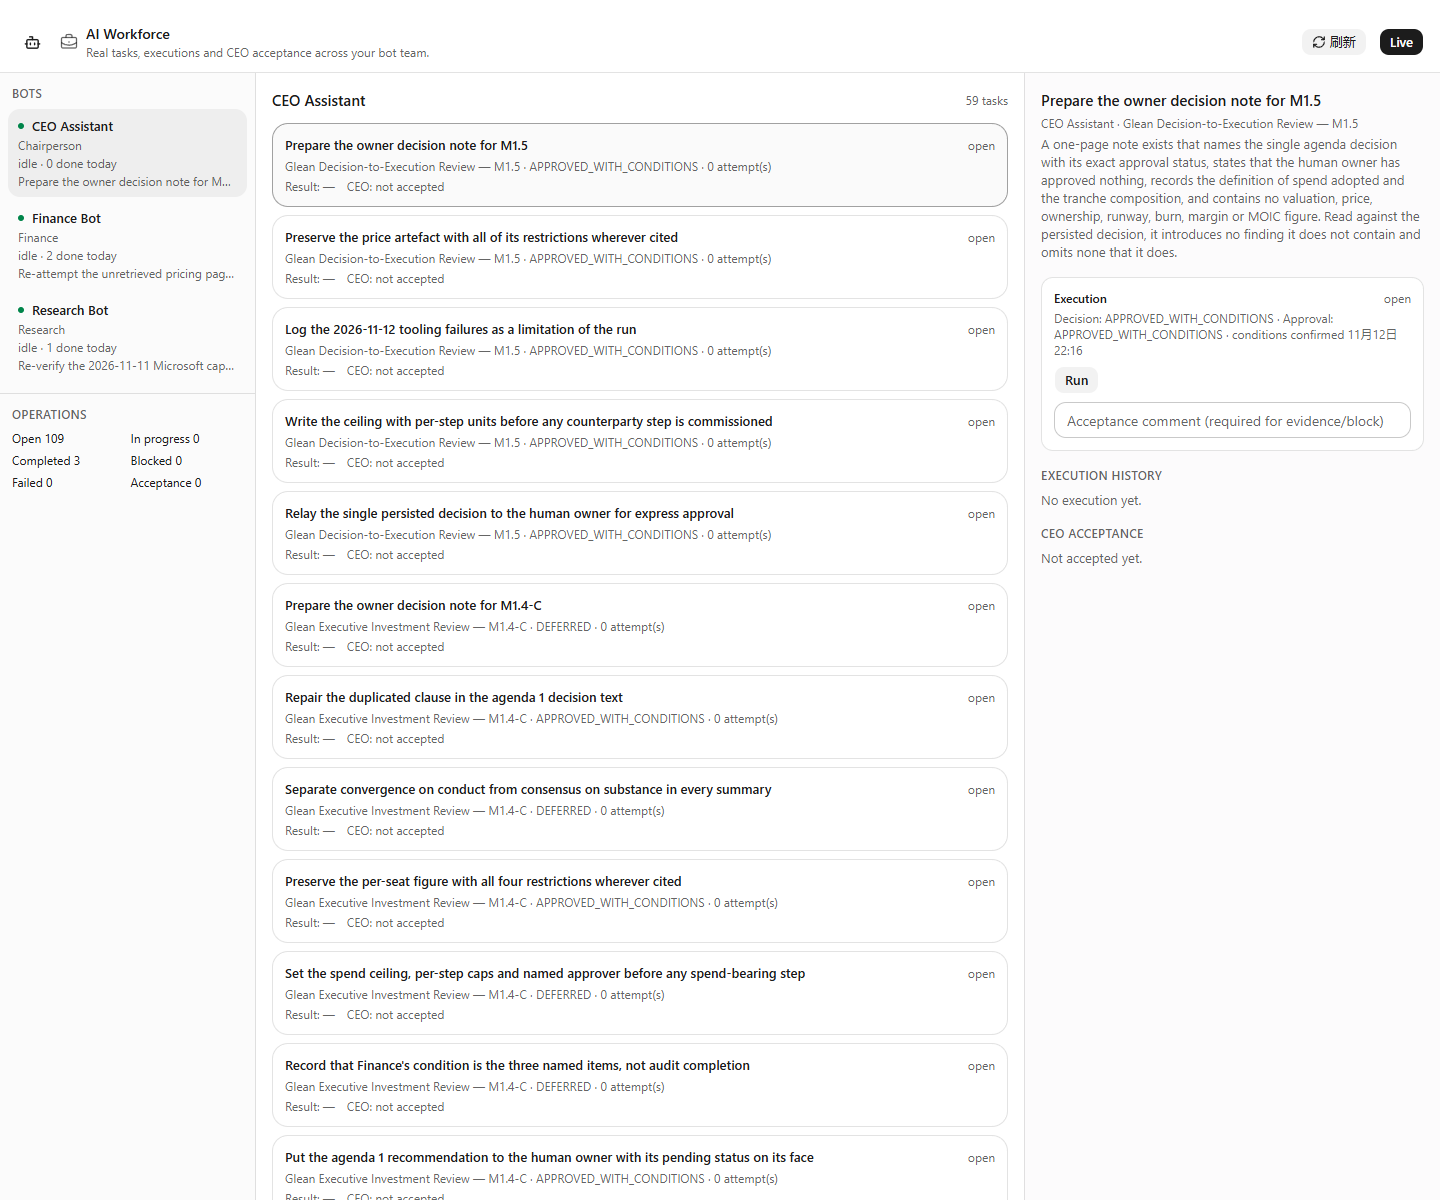 AI Workforce
Real tasks, executions and CEO acceptance across your bot team.
刷新
Live
BOTS
CEO Assistant
Chairperson
idle · 0 done today
Prepare the owner decision note for M...
Finance Bot
Finance
idle · 2 done today
Re-attempt the unretrieved pricing pag...
Research Bot
Research
idle · 1 done today
Re-verify the 2026-11-11 Microsoft cap...
OPERATIONS
Open 109
In progress 0
Completed 3
Blocked 0
Failed 0
Acceptance 0
CEO Assistant
59 tasks
Prepare the owner decision note for M1.5
open
Glean Decision-to-Execution Review — M1.5 · APPROVED_WITH_CONDITIONS · 0 attempt(s)
Result: — CEO: not accepted
Preserve the price artefact with all of its restrictions wherever cited
open
Glean Decision-to-Execution Review — M1.5 · APPROVED_WITH_CONDITIONS · 0 attempt(s)
Result: — CEO: not accepted
Log the 2026-11-12 tooling failures as a limitation of the run
open
Glean Decision-to-Execution Review — M1.5 · APPROVED_WITH_CONDITIONS · 0 attempt(s)
Result: — CEO: not accepted
Write the ceiling with per-step units before any counterparty step is commissioned
open
Glean Decision-to-Execution Review — M1.5 · APPROVED_WITH_CONDITIONS · 0 attempt(s)
Result: — CEO: not accepted
Relay the single persisted decision to the human owner for express approval
open
Glean Decision-to-Execution Review — M1.5 · APPROVED_WITH_CONDITIONS · 0 attempt(s)
Result: — CEO: not accepted
Prepare the owner decision note for M1.4-C
open
Glean Executive Investment Review — M1.4-C · DEFERRED · 0 attempt(s)
Result: — CEO: not accepted
Repair the duplicated clause in the agenda 1 decision text
open
Glean Executive Investment Review — M1.4-C · APPROVED_WITH_CONDITIONS · 0 attempt(s)
Result: — CEO: not accepted
Separate convergence on conduct from consensus on substance in every summary
open
Glean Executive Investment Review — M1.4-C · DEFERRED · 0 attempt(s)
Result: — CEO: not accepted
Preserve the per-seat figure with all four restrictions wherever cited
open
Glean Executive Investment Review — M1.4-C · APPROVED_WITH_CONDITIONS · 0 attempt(s)
Result: — CEO: not accepted
Set the spend ceiling, per-step caps and named approver before any spend-bearing step
open
Glean Executive Investment Review — M1.4-C · DEFERRED · 0 attempt(s)
Result: — CEO: not accepted
Record that Finance's condition is the three named items, not audit completion
open
Glean Executive Investment Review — M1.4-C · DEFERRED · 0 attempt(s)
Result: — CEO: not accepted
Put the agenda 1 recommendation to the human owner with its pending status on its face
open
Glean Executive Investment Review — M1.4-C · APPROVED_WITH_CONDITIONS · 0 attempt(s)
Result: — CEO: not accepted
Prepare the owner decision note for M1.5
CEO Assistant · Glean Decision-to-Execution Review — M1.5
A one-page note exists that names the single agenda decision
with its exact approval status, states that the human owner has
approved nothing, records the definition of spend adopted and
the tranche composition, and contains no valuation, price,
ownership, runway, burn, margin or MOIC figure. Read against the
persisted decision, it introduces no finding it does not contain and
omits none that it does.
Execution
open
Decision: APPROVED_WITH_CONDITIONS · Approval:
APPROVED_WITH_CONDITIONS · conditions confirmed 11月12日
22:16
Run
Acceptance comment (required for evidence/block)
EXECUTION HISTORY
No execution yet.
CEO ACCEPTANCE
Not accepted yet.